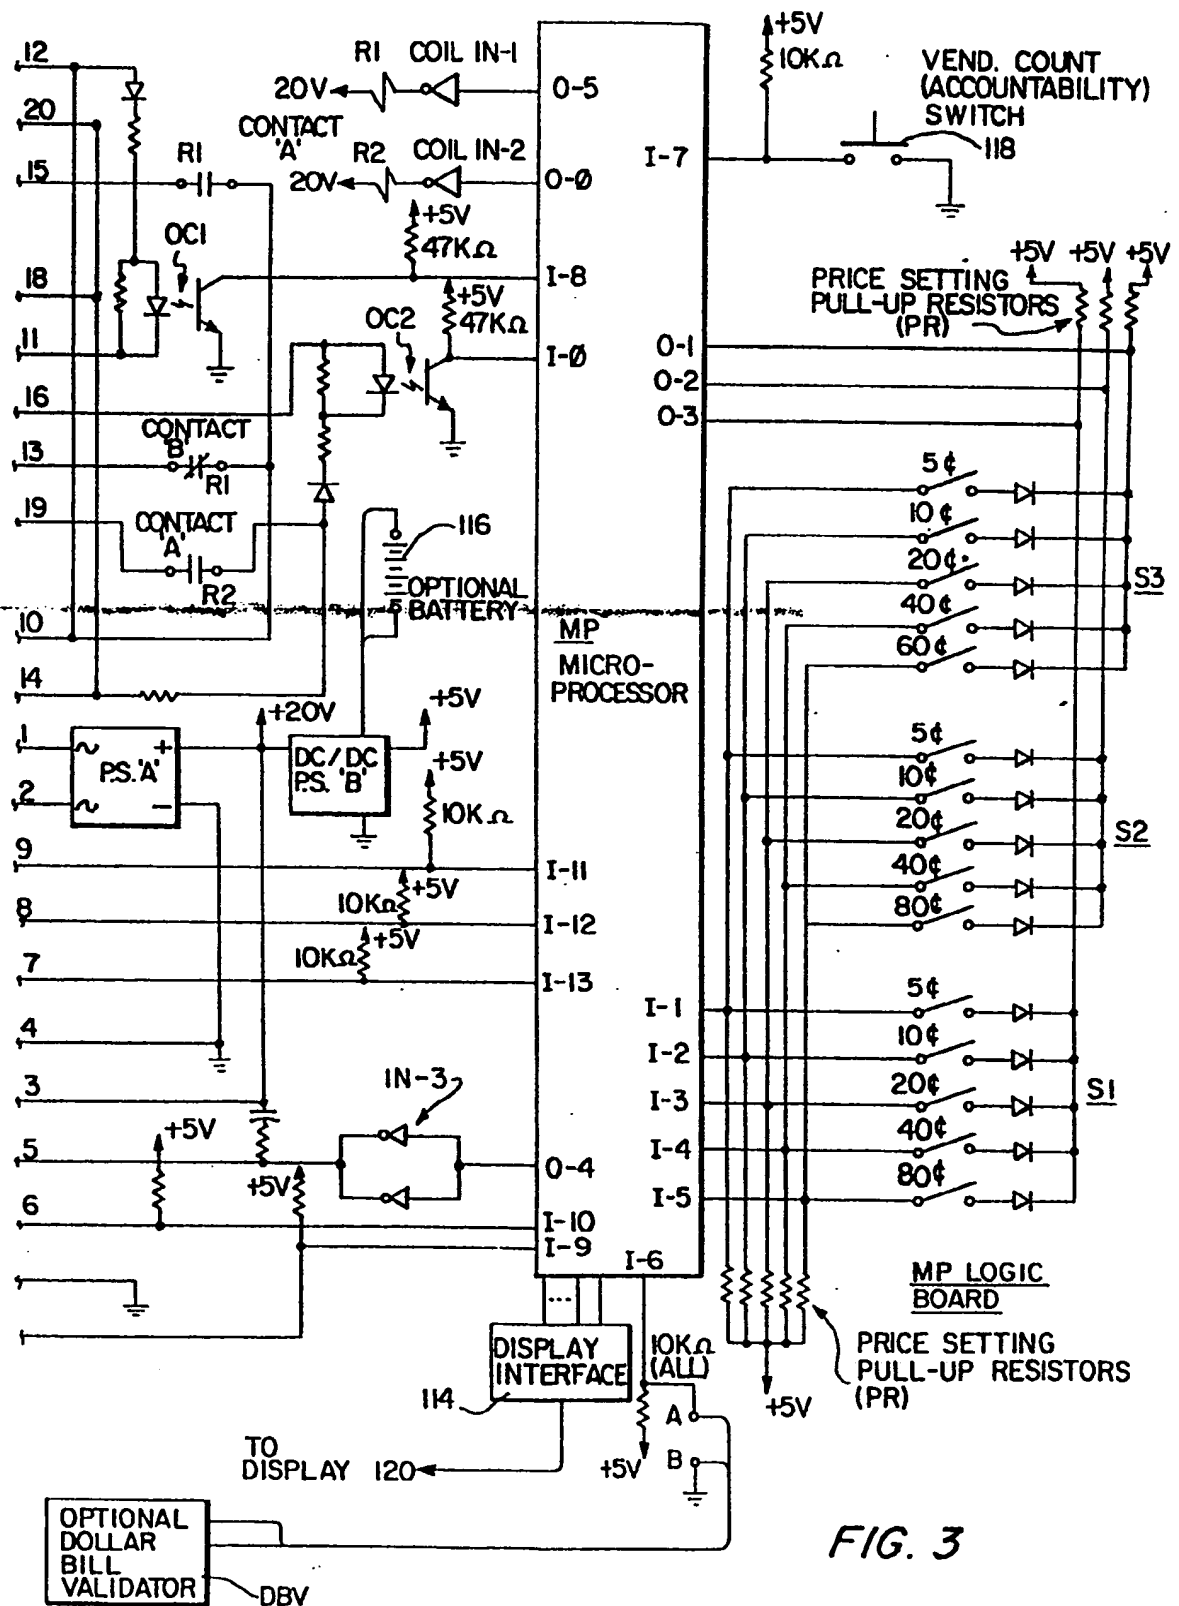 12
20
15
18
11
16
13
19
10
14
1
2
9
8
7
4
3
5
6
R1 COIL IN-1
20V
O-5
CONTACT
'A'
R2 COIL IN-2
20V
O-Ø
R1
OC1
+5V
47KΩ
I-8
+5V
47KΩ
OC2
I-Ø
CONTACT
'B'
R1
CONTACT
'A'
R2
116
OPTIONAL
BATTERY
MP
MICRO-
PROCESSOR
+20V
P.S. 'A'
+
−
DC/DC
P.S. 'B'
+5V
+5V
10KΩ
I-11
+5V
10KΩ
I-12
+5V
10KΩ
I-13
IN-3
+5V
+5V
O-4
I-10
I-9
I-6
+5V
10KΩ
VEND. COUNT
(ACCOUNTABILITY)
SWITCH
118
I-7
+5V +5V +5V
PRICE SETTING
PULL-UP RESISTORS
(PR)
O-1
O-2
O-3
5¢
10¢
20¢
40¢
60¢
S3
5¢
10¢
20¢
40¢
80¢
S2
I-1
I-2
I-3
I-4
I-5
5¢
10¢
20¢
40¢
80¢
S1
MP LOGIC
BOARD
PRICE SETTING
PULL-UP RESISTORS
(PR)
+5V
DISPLAY
INTERFACE
114
10KΩ
(ALL)
A
B
+5V
TO
DISPLAY 120
OPTIONAL
DOLLAR
BILL
VALIDATOR
DBV
FIG. 3